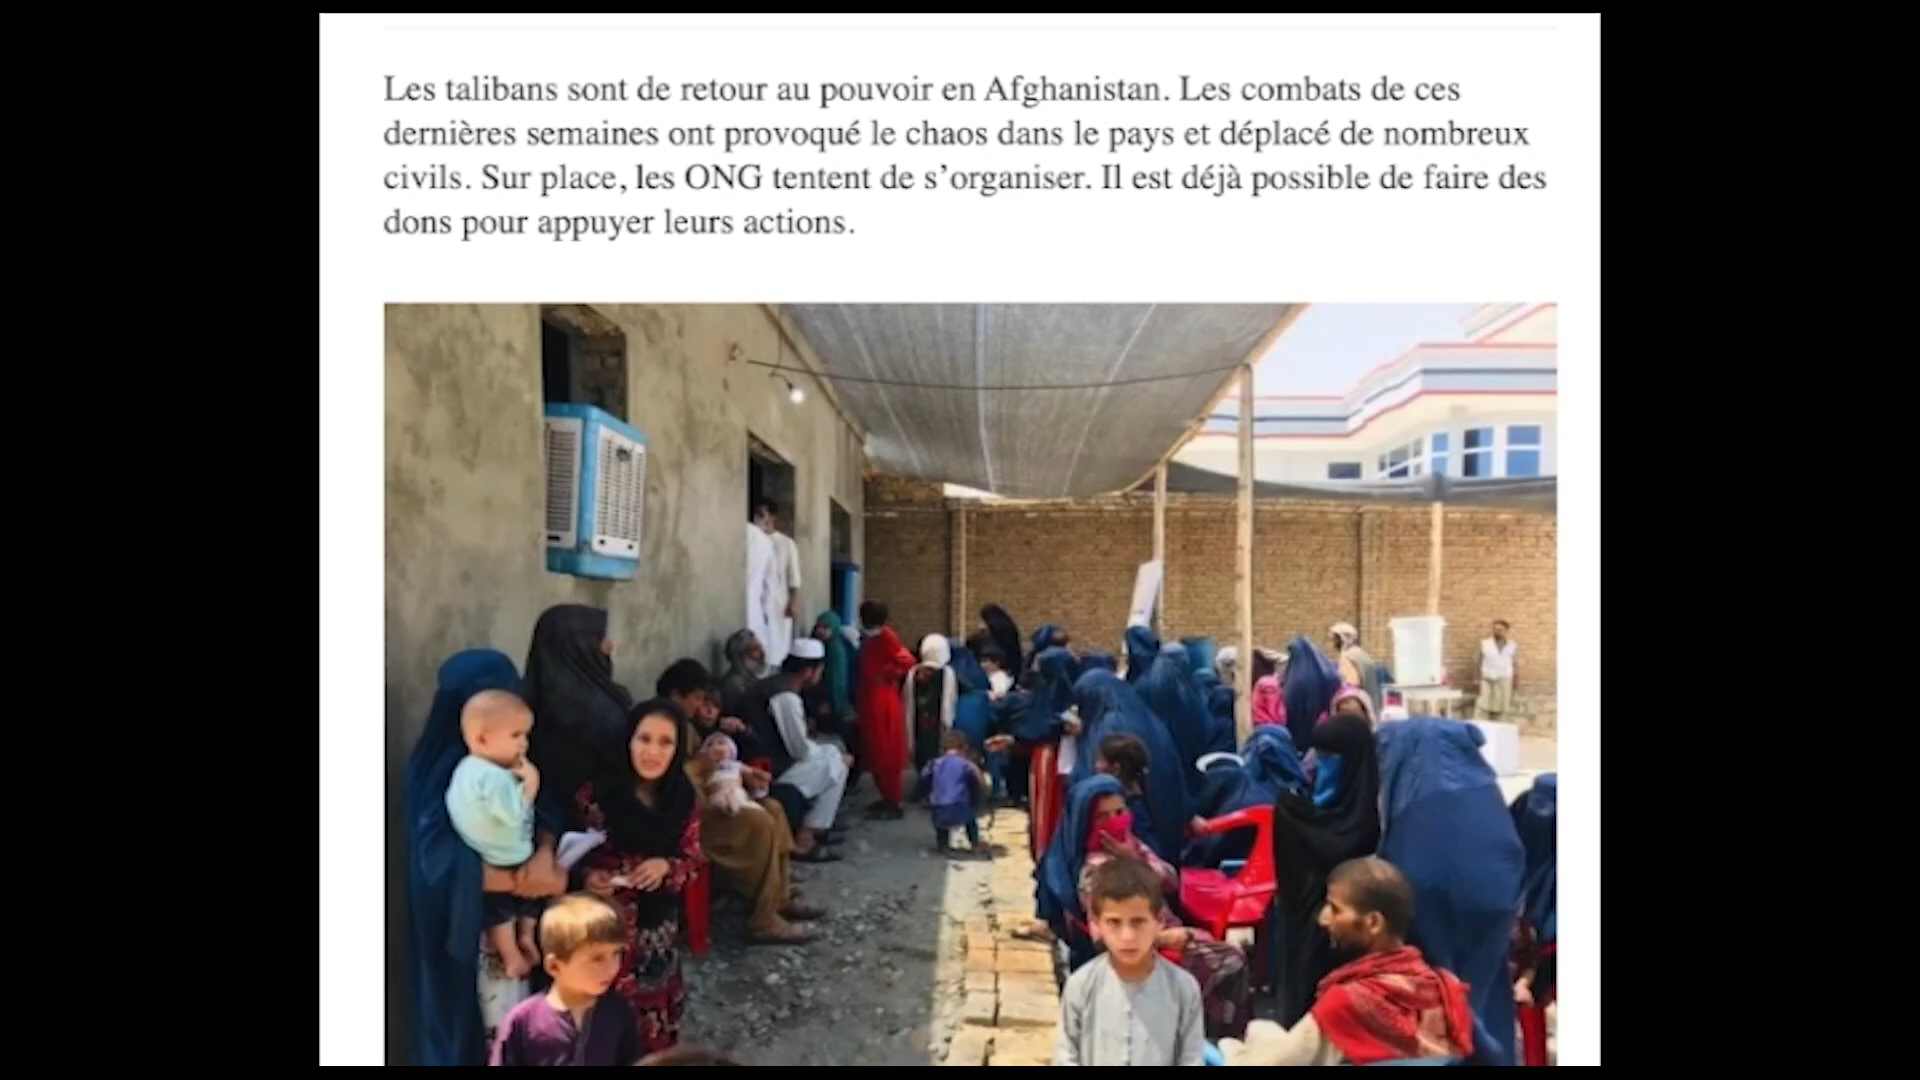 Les talibans sont de retour au pouvoir en Afghanistan. Les combats de ces
dernières semaines ont provoqué le chaos dans le pays et déplacé de nombreux
civils. Sur place, les ONG tentent de s’organiser. Il est déjà possible de faire des
dons pour appuyer leurs actions.